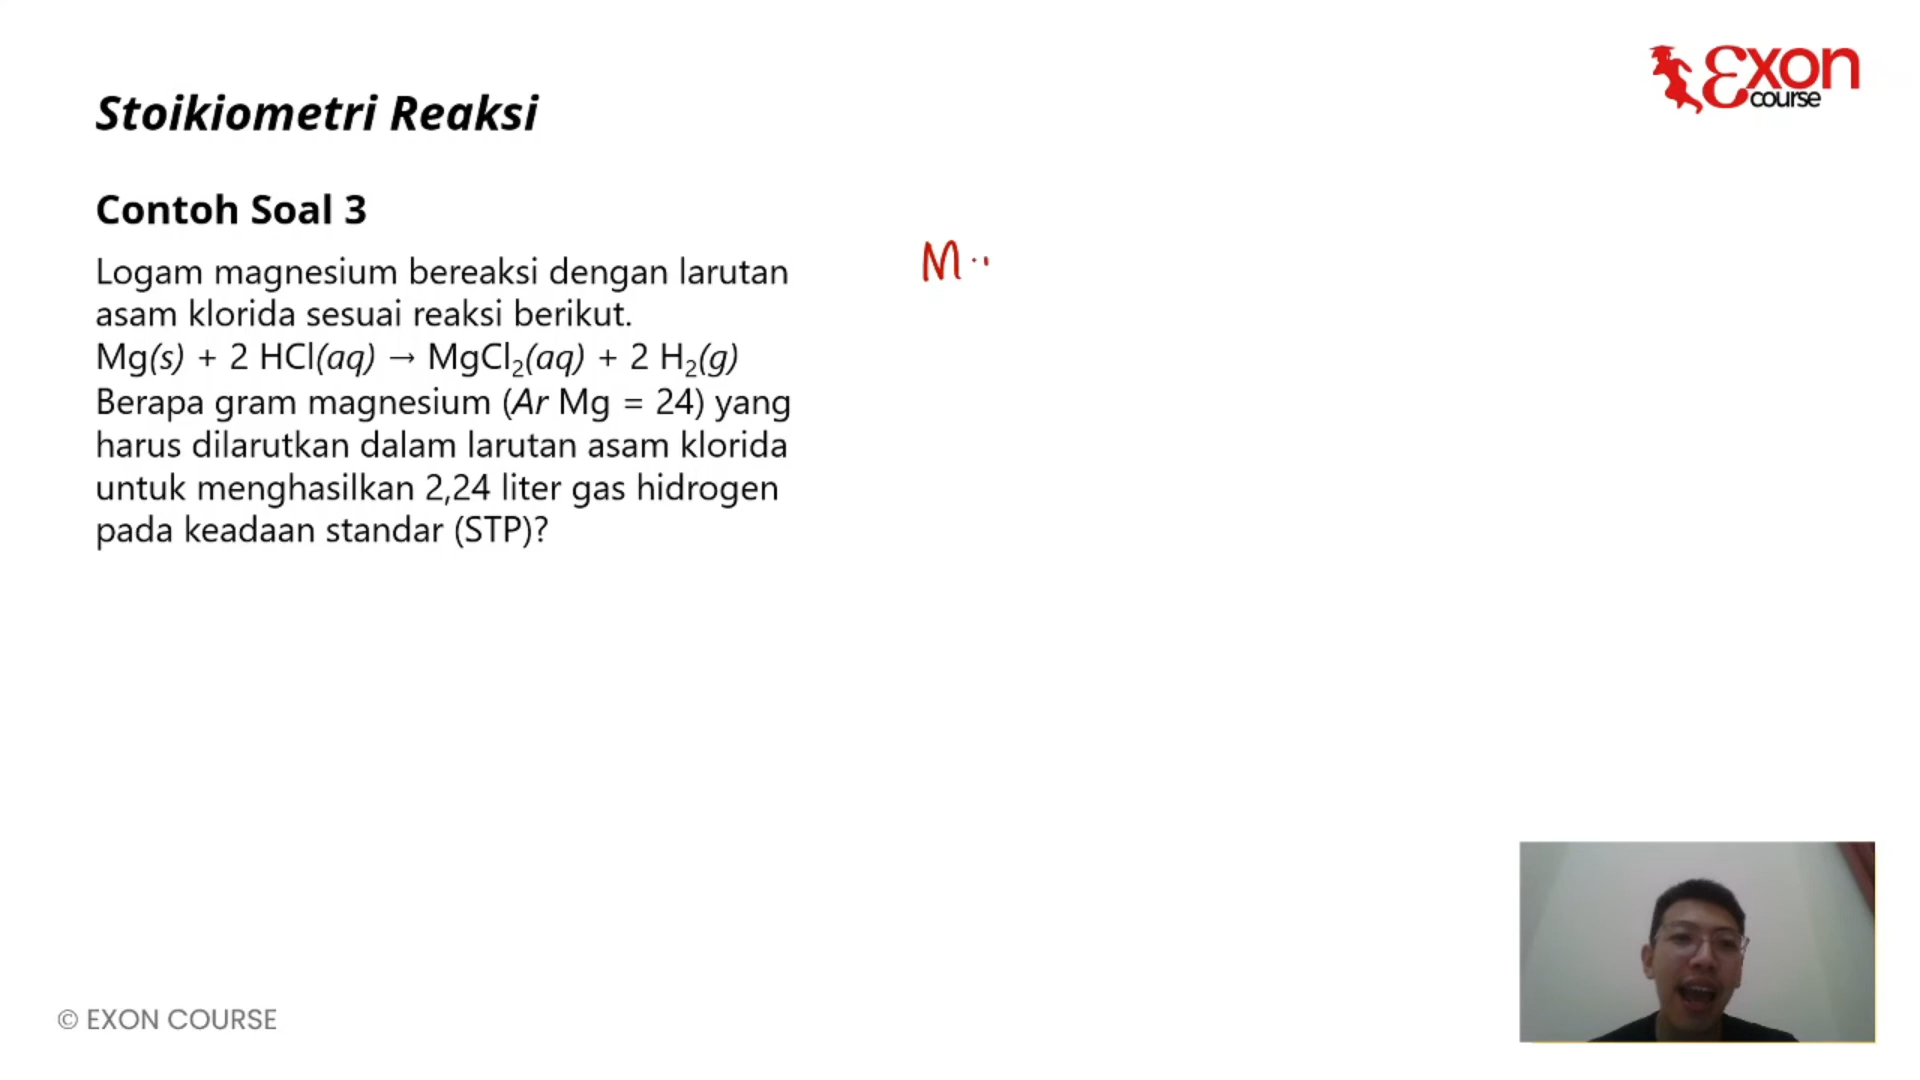 Exon
course
Stoikiometri Reaksi
Contoh Soal 3
Logam magnesium bereaksi dengan larutan
asam klorida sesuai reaksi berikut.
Mg(s) + 2 HCl(aq) → MgCl₂(aq) + 2 H₂(g)
Berapa gram magnesium (Ar Mg = 24) yang
harus dilarutkan dalam larutan asam klorida
untuk menghasilkan 2,24 liter gas hidrogen
pada keadaan standar (STP)?
M
© EXON COURSE